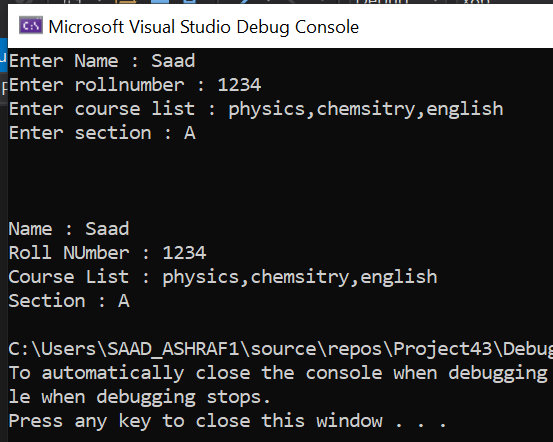 Microsoft Visual Studio Debug Console
Enter Name : Saad
Enter rollnumber : 1234
Enter course list : physics,chemsitry,english
Enter section : A
Name : Saad
Roll NUmber : 1234
Course List : physics,chemsitry,english
Section : A
C:\Users\SAAD_ASHRAF1\source\repos\Project43\Debug
To automatically close the console when debugging
le when debugging stops.
Press any key to close this window . . .